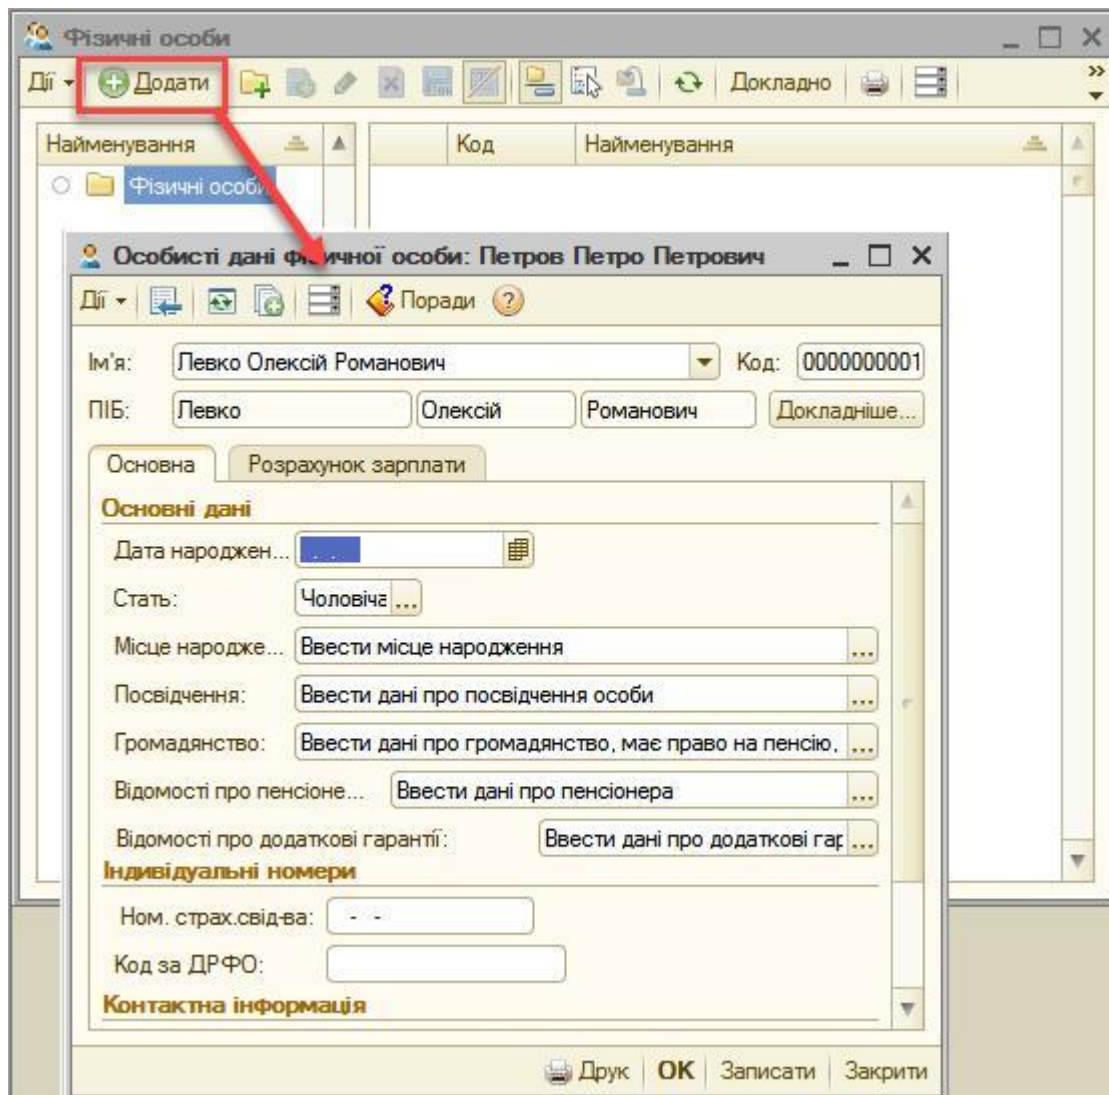 Фізичні особи
Дії Додати Докладно
Найменування Код Найменування
Фізичні особи
Особисті дані фізичної особи: Петров Петро Петрович
Дії Поради
Ім'я: Левко Олексій Романович Код: 0000000001
ПІБ: Левко Олексій Романович Докладніше...
Основна Розрахунок зарплати
Основні дані
Дата народжен... . .
Стать: Чоловіча ...
Місце народже... Ввести місце народження ...
Посвідчення: Ввести дані про посвідчення особи ...
Громадянство: Ввести дані про громадянство, має право на пенсію, ...
Відомості про пенсіоне... Ввести дані про пенсіонера ...
Відомості про додаткові гарантії: Ввести дані про додаткові гар ...
Індивідуальні номери
Ном. страх.свід-ва: - -
Код за ДРФО:
Контактна інформація
Друк OK Записати Закрити